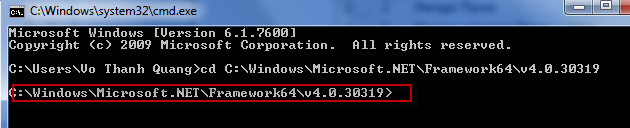 C:\Windows\system32\cmd.exe
Microsoft Windows [Version 6.1.7600]
Copyright (c) 2009 Microsoft Corporation.  All rights reserved.
C:\Users\Vo Thanh Quang>cd C:\Windows\Microsoft.NET\Framework64\v4.0.30319
C:\Windows\Microsoft.NET\Framework64\v4.0.30319>